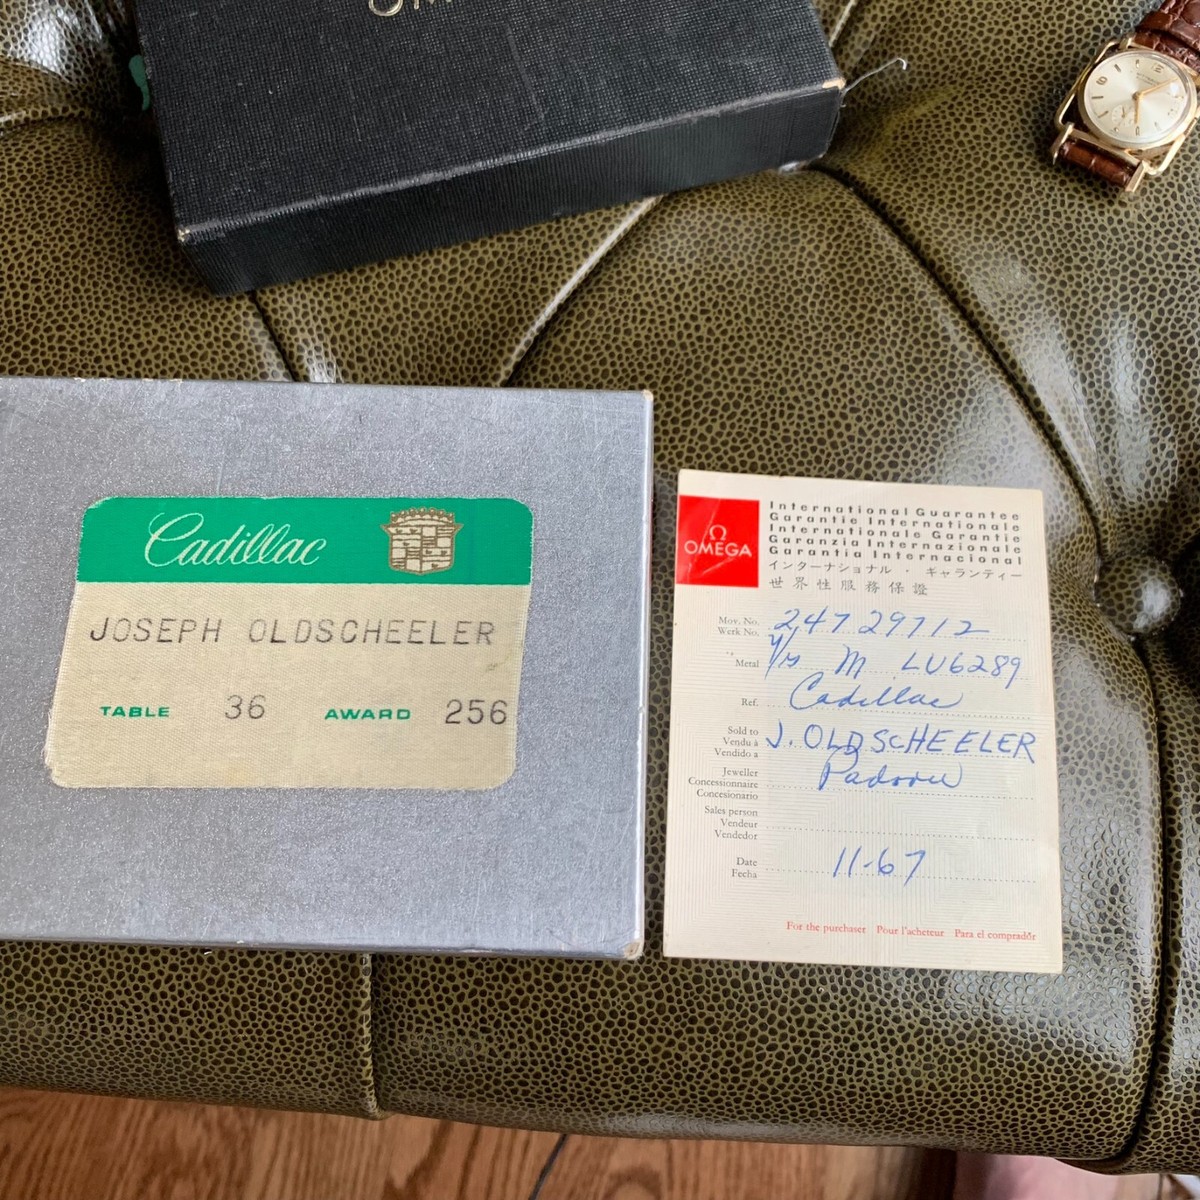 Cadillac
JOSEPH OLDSCHEELER
TABLE 36 AWARD 256
Ω
OMEGA
International Guarantee
Garantie Internationale
Internationale Garantie
Garanzia Internazionale
Garantia Internacional
インターナショナル・ギャランティー
世界性服務保證
Mov. No. 24729712
Werk No.
Metal M LU6289
Ref. Cadillac
Sold to
Vendu à J. OLDSCHEELER
Vendido a
Jeweller
Concessionnaire
Concesionario
Sales person
Vendeur
Vendedor
Date 11-67
Fecha
For the purchaser Pour l'acheteur Para el comprador